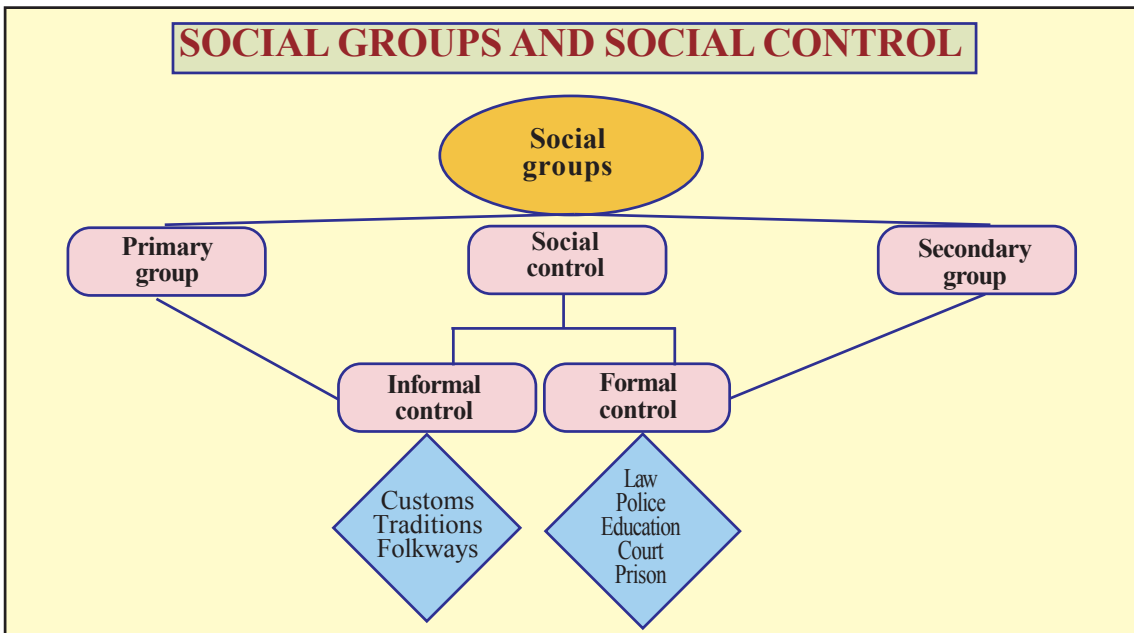 SOCIAL GROUPS AND SOCIAL CONTROL
Social
groups
Primary
group
Social
control
Secondary
group
Informal
control
Formal
control
Customs
Traditions
Folkways
Law
Police
Education
Court
Prison